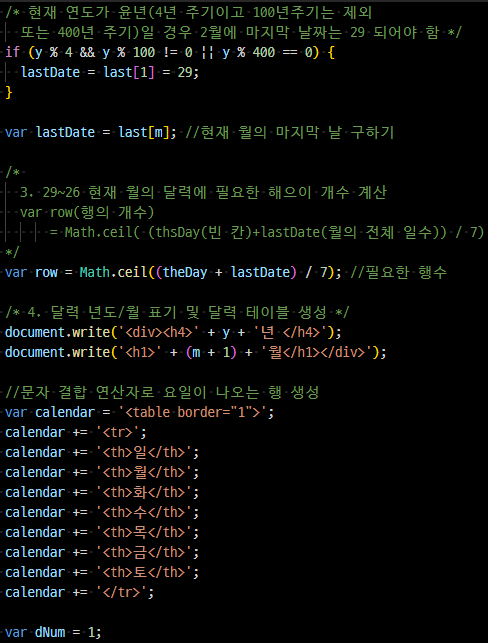 /* 현재 연도가 윤년(4년 주기이고 100년주기는 제외
또는 400년 주기)일 경우 2월에 마지막 날짜는 29 되어야 함 */
if (y % 4 && y % 100 != 0 || y % 400 == 0) {
lastDate = last[1] = 29;
}
var lastDate = last[m]; //현재 월의 마지막 날 구하기
/*
3. 29~26 현재 월의 달력에 필요한 해으이 개수 계산
var row(행의 개수)
= Math.ceil( (thsDay(빈 칸)+lastDate(월의 전체 일수)) / 7)
*/
var row = Math.ceil((theDay + lastDate) / 7); //필요한 행수
/* 4. 달력 년도/월 표기 및 달력 테이블 생성 */
document.write('<div><h4>' + y + '년 </h4>');
document.write('<h1>' + (m + 1) + '월</h1></div>');
//문자 결합 연산자로 요일이 나오는 행 생성
var calendar = '<table border="1">';
calendar += '<tr>';
calendar += '<th>일</th>';
calendar += '<th>월</th>';
calendar += '<th>화</th>';
calendar += '<th>수</th>';
calendar += '<th>목</th>';
calendar += '<th>금</th>';
calendar += '<th>토</th>';
calendar += '</tr>';
var dNum = 1;